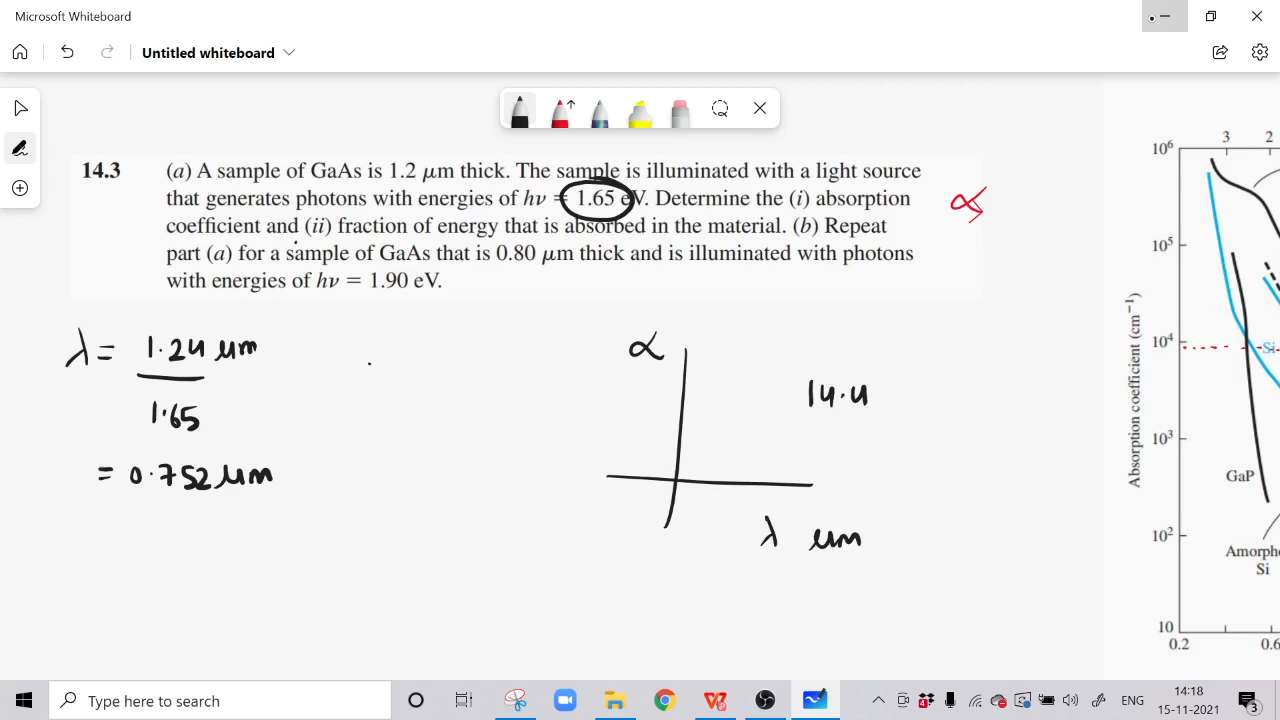 Microsoft Whiteboard
Untitled whiteboard
14.3 (a) A sample of GaAs is 1.2 μm thick. The sample is illuminated with a light source
that generates photons with energies of hν = 1.65 eV. Determine the (i) absorption
coefficient and (ii) fraction of energy that is absorbed in the material. (b) Repeat
part (a) for a sample of GaAs that is 0.80 μm thick and is illuminated with photons
with energies of hν = 1.90 eV.
α
λ = 1.24 μm
1.65
= 0.752 μm
α
14.4
λ μm
3 2
10⁶
10⁵
10⁴
10³
10²
10
Absorption coefficient (cm⁻¹)
Si
GaP
Amorph
Si
0.2 0.6
Type here to search
ENG
14:18
15-11-2021
4
3